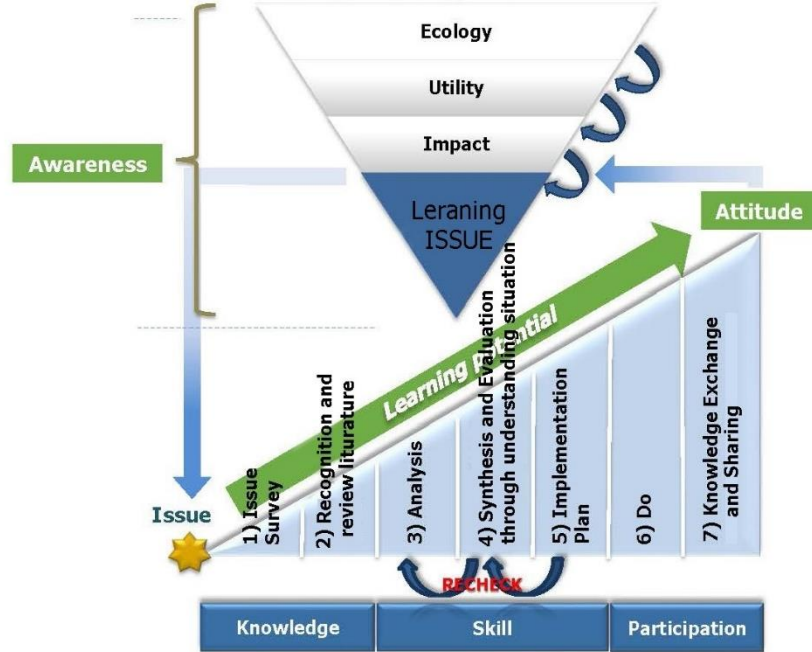 Ecology
Utility
Impact
Leraning
ISSUE
Awareness
Attitude
Learning Potential
Issue
1) Issue
Survey
2) Recognition and
review liturature
3) Analysis
4) Synthesis and Evaluation
through understanding situation
5) Implementation
Plan
6) Do
7) Knowledge Exchange
and Sharing
RECHECK
Knowledge
Skill
Participation